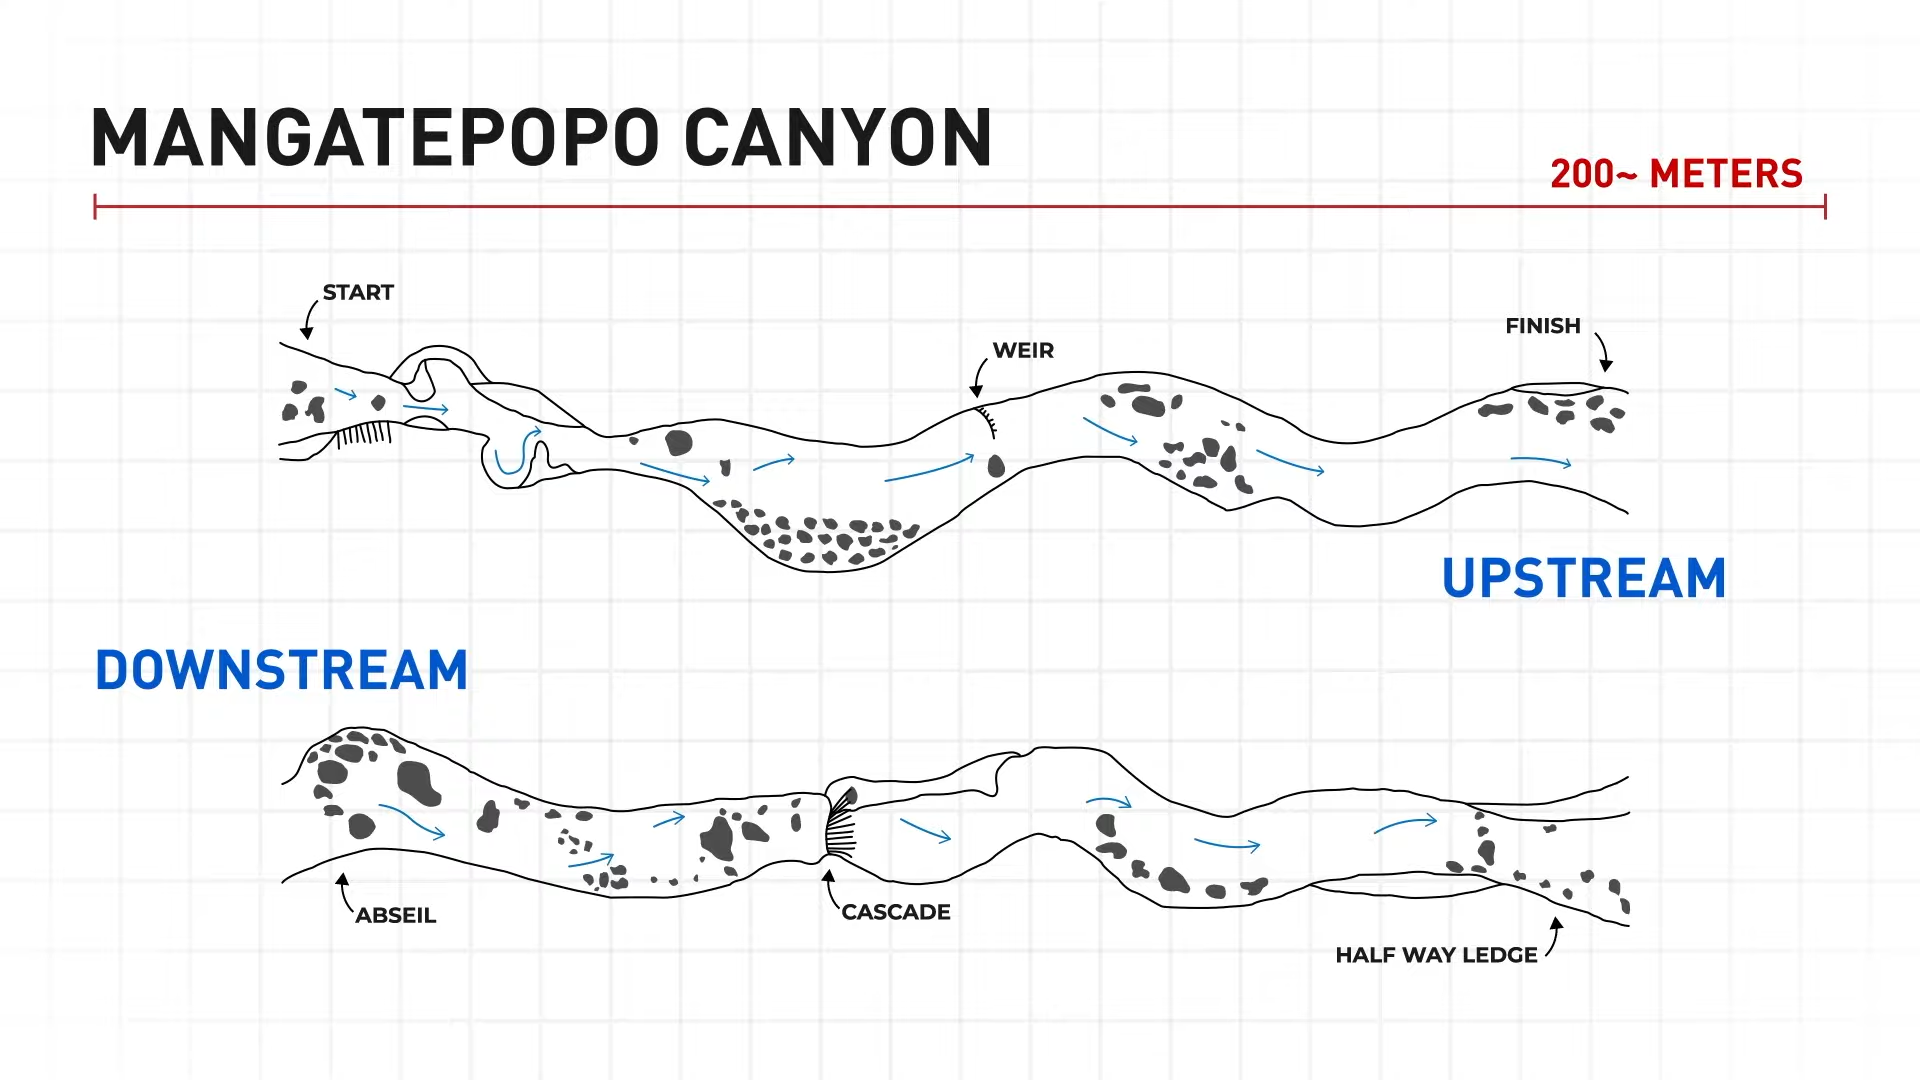 MANGATEPOPO CANYON
200~ METERS
START
FINISH
WEIR
UPSTREAM
DOWNSTREAM
ABSEIL
CASCADE
HALF WAY LEDGE